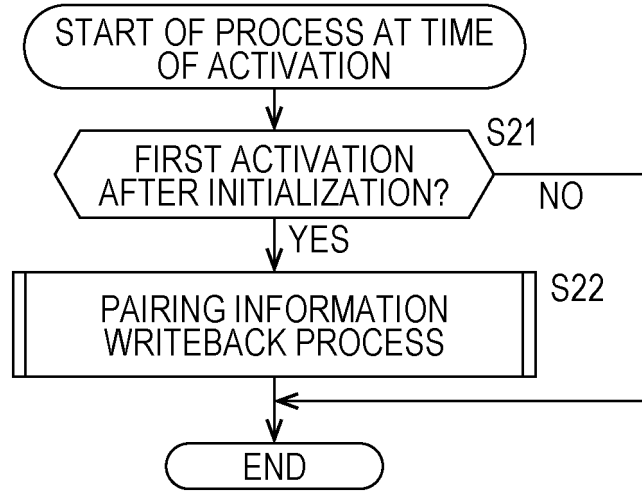 START OF PROCESS AT TIME
OF ACTIVATION
S21
FIRST ACTIVATION
AFTER INITIALIZATION?
NO
YES
S22
PAIRING INFORMATION
WRITEBACK PROCESS
END